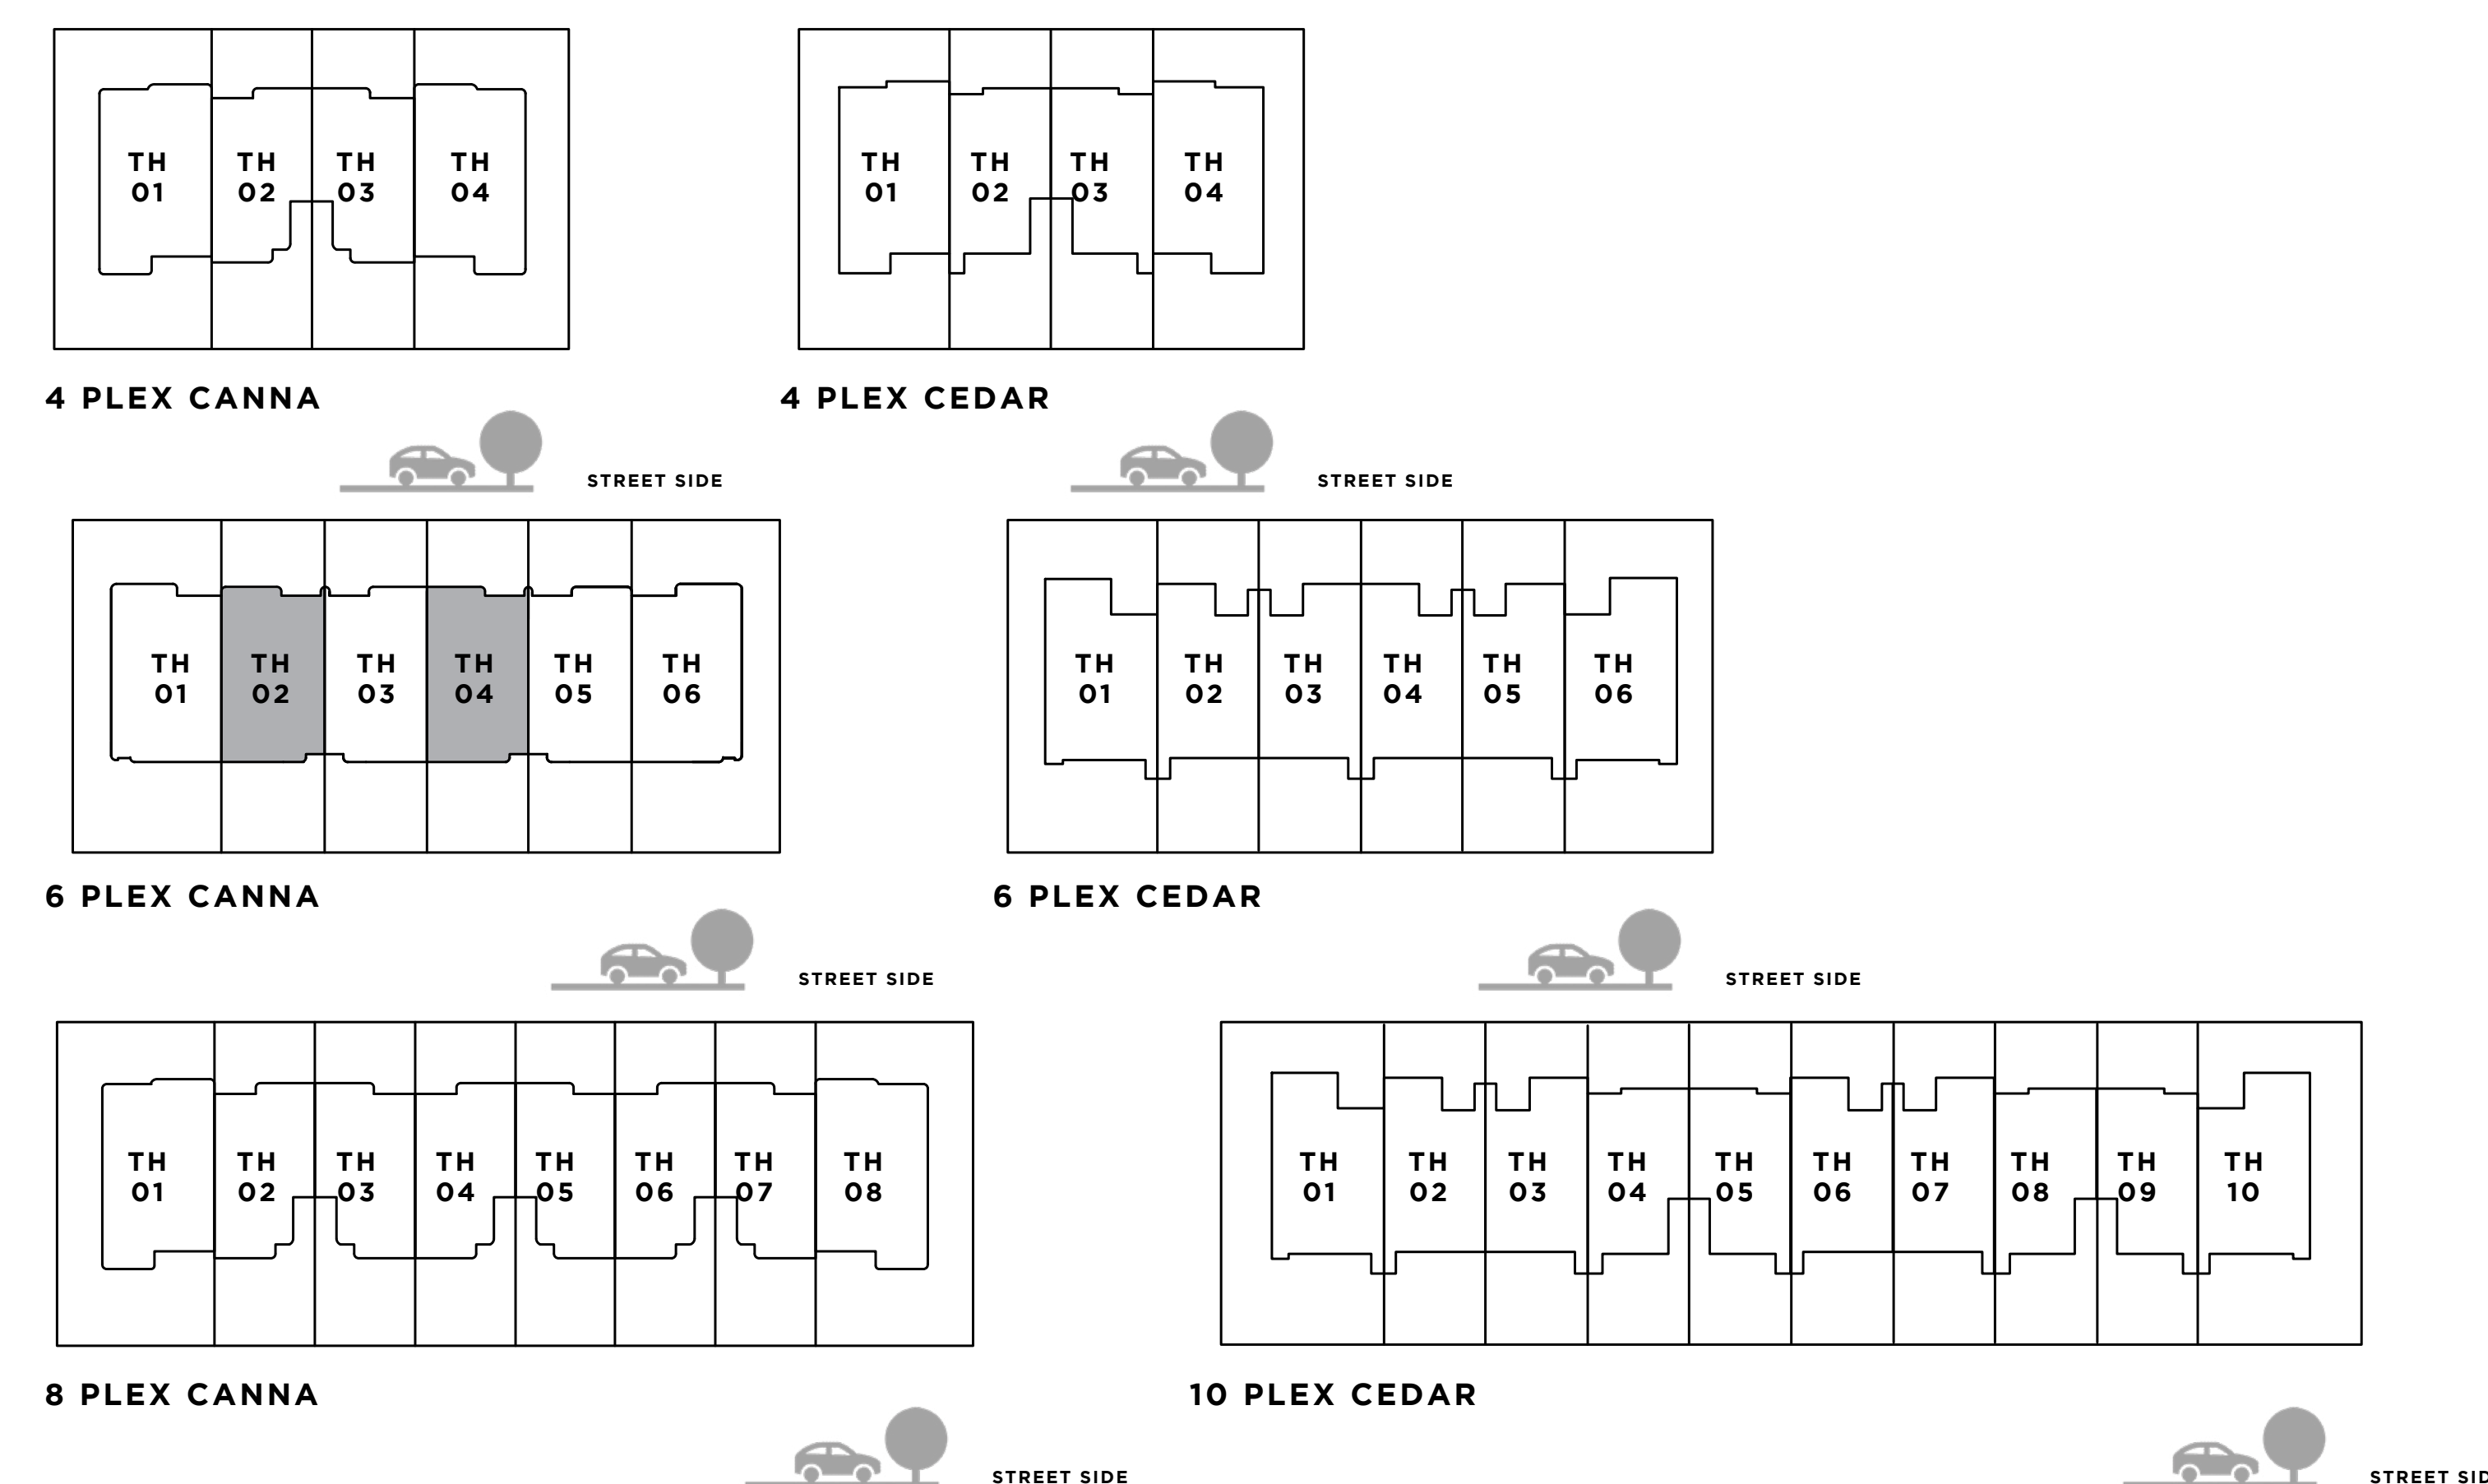 TH
01
TH
02
TH
03
TH
04
4 PLEX CANNA
STREET SIDE
TH
01
TH
02
TH
03
TH
04
4 PLEX CEDAR
STREET SIDE
TH
01
TH
02
TH
03
TH
04
TH
05
TH
06
6 PLEX CANNA
STREET SIDE
TH
01
TH
02
TH
03
TH
04
TH
05
TH
06
6 PLEX CEDAR
STREET SIDE
TH
01
TH
02
TH
03
TH
04
TH
05
TH
06
TH
07
TH
08
8 PLEX CANNA
STREET SIDE
TH
01
TH
02
TH
03
TH
04
TH
05
TH
06
TH
07
TH
08
TH
09
TH
10
10 PLEX CEDAR
STREET